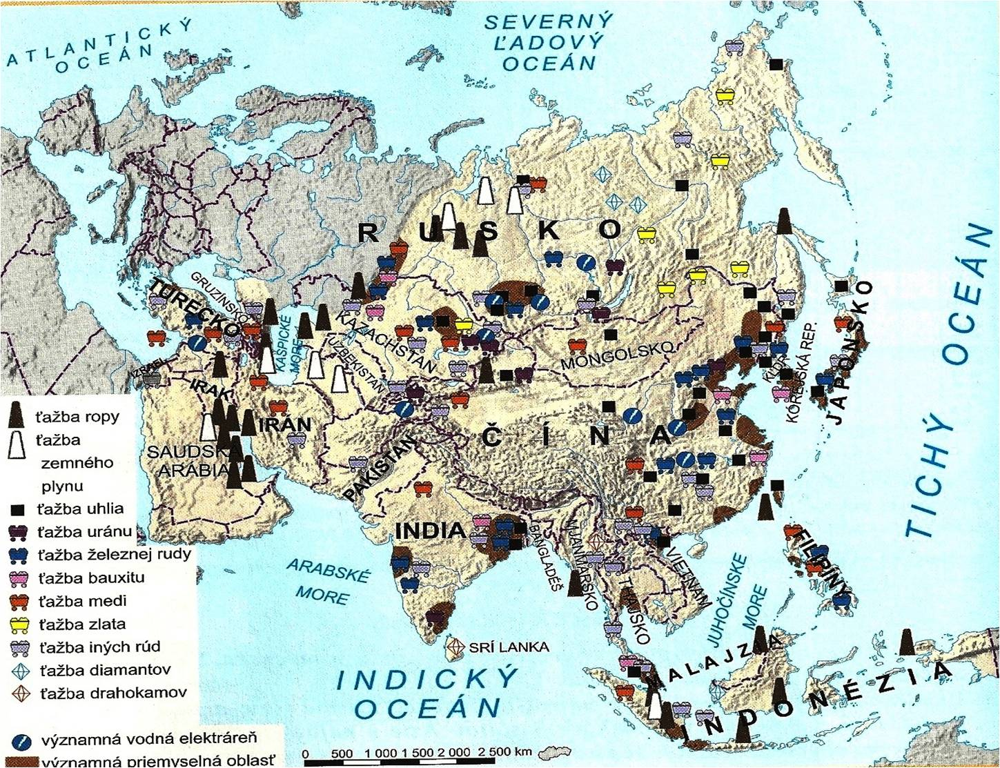 ATLANTICKÝ
OCEÁN
SEVERNÝ
ĽADOVÝ
OCEÁN
RUSKO
TURECKO
GRUZÍNSKO
KASPICKÉ
MORE
KAZACHSTAN
UZBEKISTAN
MONGOLSKO
KĽDR
KÓREJSKÁ REP.
JAPONSKO
TICHÝ OCEÁN
IZRAEL
IRAK
IRÁN
SAUDSKÁ
ARÁBIA
PAKISTAN
ČÍNA
INDIA
BANGLADÉŠ
MJANMARSKO
THAJSKO
VIETNAM
FILIPÍNY
ARABSKÉ
MORE
JUHOČÍNSKE
MORE
SRÍ LANKA
MALAJZIA
INDONÉZIA
INDICKÝ
OCEÁN
ťažba ropy
ťažba
zemného
plynu
ťažba uhlia
ťažba uránu
ťažba železnej rudy
ťažba bauxitu
ťažba medi
ťažba zlata
ťažba iných rúd
ťažba diamantov
ťažba drahokamov
významná vodná elektráreň
významná priemyselná oblasť
0 500 1 000 1 500 2 000 2 500 km